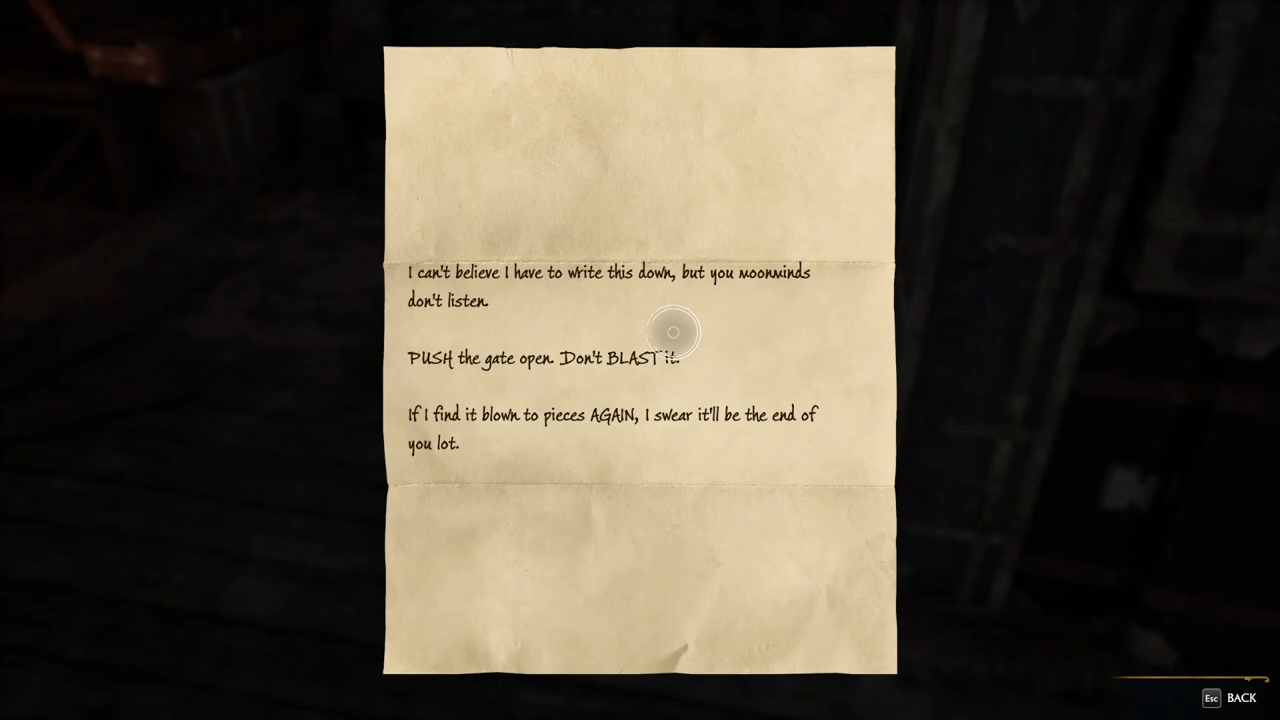 I can't believe I have to write this down, but you moonminds
don't listen.
PUSH the gate open. Don't BLAST it.
If I find it blown to pieces AGAIN, I swear it'll be the end of
you lot.
Esc BACK